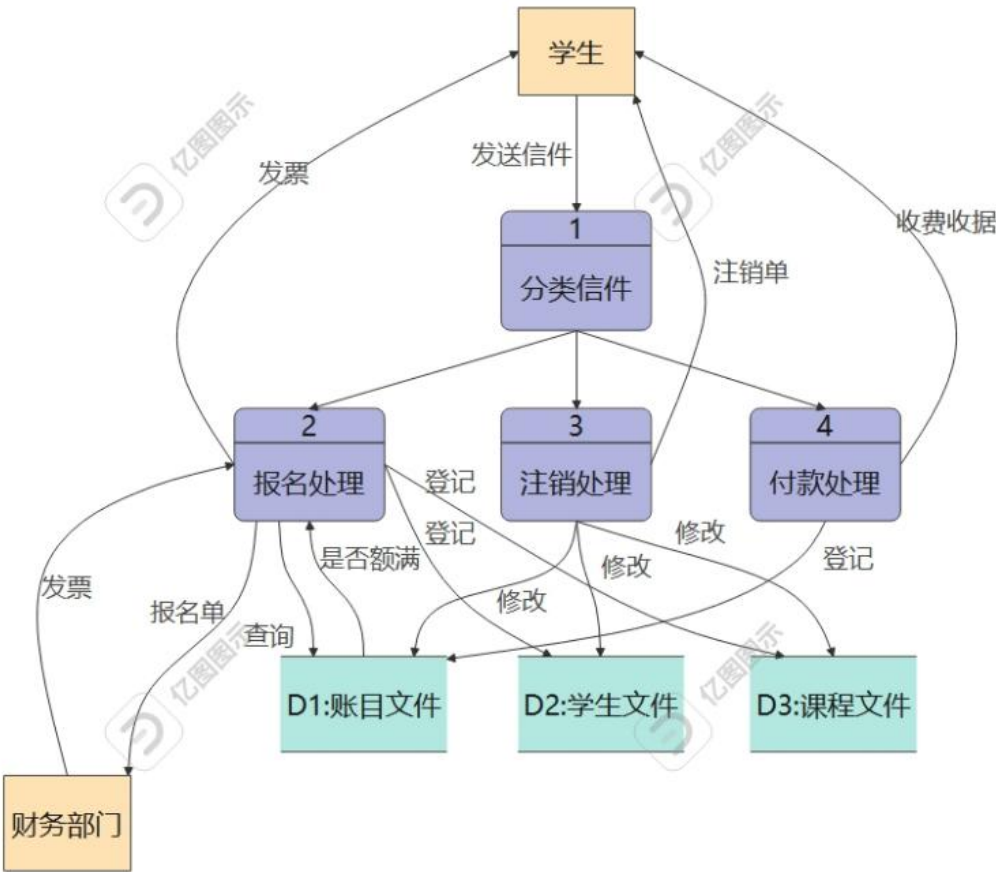 学生
亿图图示
亿图图示
发送信件
发票
收费收据
1
注销单
分类信件
2
3
4
报名处理
登记
注销处理
付款处理
登记
修改
是否额满
修改
登记
发票
报名单
修改
查询
亿图图示
亿图图示
D1:账目文件
D2:学生文件
D3:课程文件
财务部门